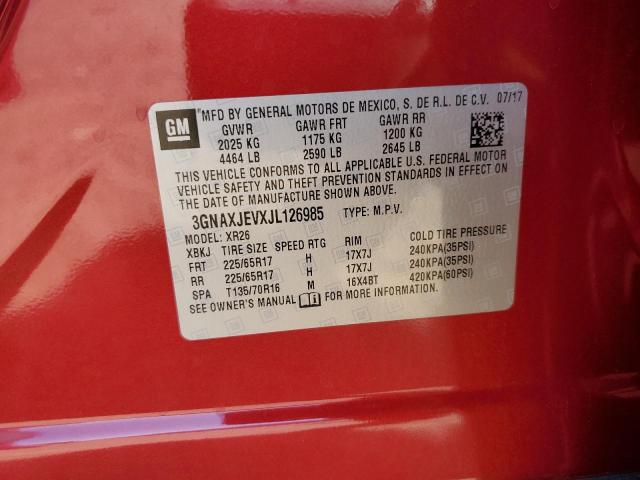 GM
*MFD BY GENERAL MOTORS DE MEXICO, S. DE R.L. DE C.V. 07/17
GVWR GAWR FRT GAWR RR
2025 KG 1175 KG 1200 KG
4464 LB 2590 LB 2645 LB
THIS VEHICLE CONFORMS TO ALL APPLICABLE U.S. FEDERAL MOTOR
VEHICLE SAFETY AND THEFT PREVENTION STANDARDS IN EFFECT ON
THE DATE OF MANUFACTURE SHOWN ABOVE.
3GNAXJEVXJL126985 TYPE: M.P.V.
MODEL: XR26
XBKJ TIRE SIZE SPEED RTG RIM COLD TIRE PRESSURE
FRT 225/65R17 H 17X7J 240KPA(35PSI)
RR 225/65R17 H 17X7J 240KPA(35PSI)
SPA T135/70R16 M 16X4BT 420KPA(60PSI)
SEE OWNER'S MANUAL FOR MORE INFORMATION.